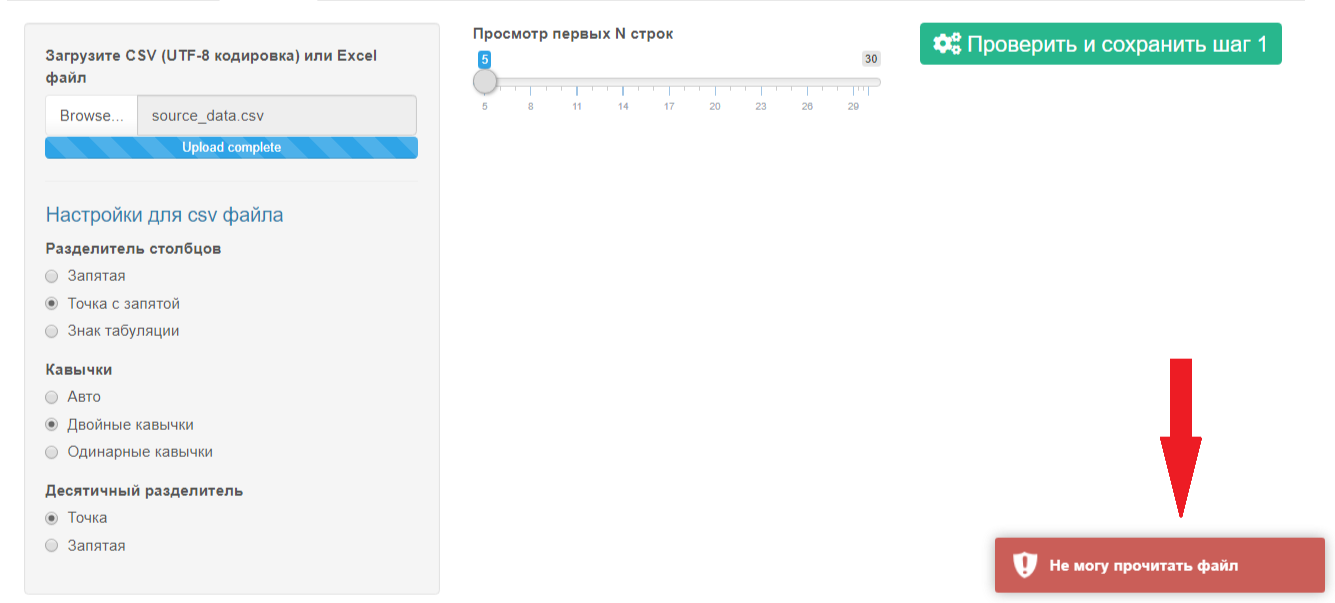 Загрузите CSV (UTF-8 кодировка) или Excel
файл
Browse... source_data.csv
Upload complete
Настройки для csv файла
Разделитель столбцов
Запятая
Точка с запятой
Знак табуляции
Кавычки
Авто
Двойные кавычки
Одинарные кавычки
Десятичный разделитель
Точка
Запятая
Просмотр первых N строк
5 30
5 8 11 14 17 20 23 26 29
Проверить и сохранить шаг 1
Не могу прочитать файл